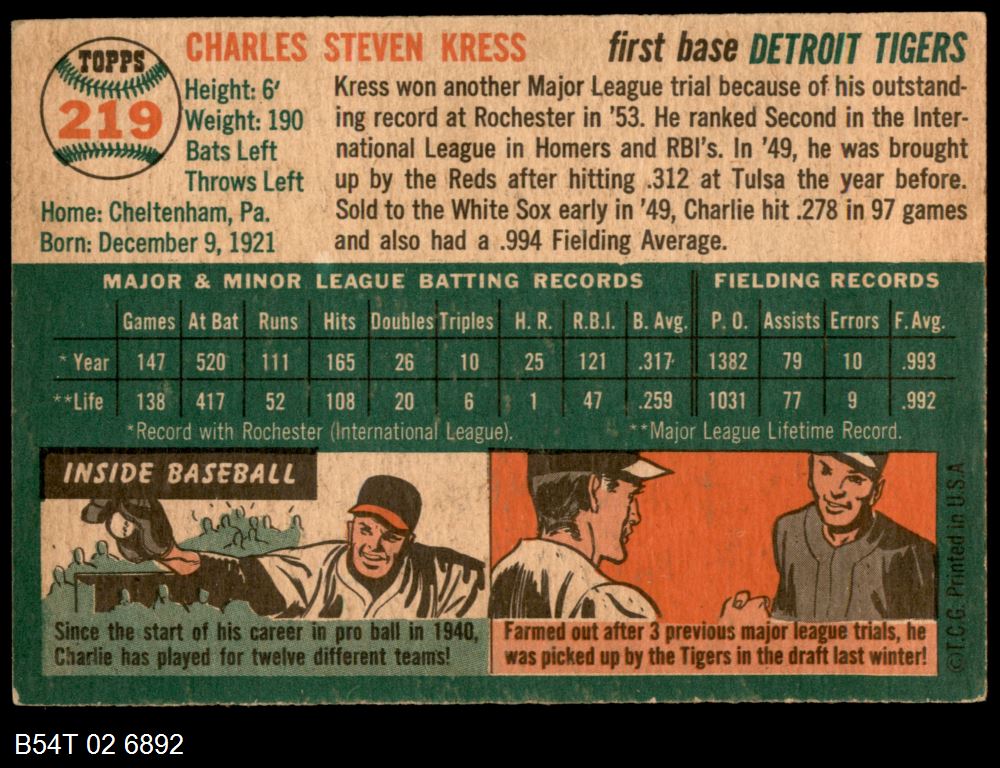 TOPPS
219
CHARLES STEVEN KRESS
first base DETROIT TIGERS
Height: 6′
Weight: 190
Bats Left
Throws Left
Home: Cheltenham, Pa.
Born: December 9, 1921
Kress won another Major League trial because of his outstand-
ing record at Rochester in '53. He ranked Second in the Inter-
national League in Homers and RBI's. In '49, he was brought
up by the Reds after hitting .312 at Tulsa the year before.
Sold to the White Sox early in '49, Charlie hit .278 in 97 games
and also had a .994 Fielding Average.
MAJOR & MINOR LEAGUE BATTING RECORDS FIELDING RECORDS
Games At Bat Runs Hits Doubles Triples H. R. R.B.I. B. Avg. P. O. Assists Errors F. Avg.
* Year 147 520 111 165 26 10 25 121 .317 1382 79 10 .993
**Life 138 417 52 108 20 6 1 47 .259 1031 77 9 .992
*Record with Rochester (International League). **Major League Lifetime Record.
INSIDE BASEBALL
Since the start of his career in pro ball in 1940,
Charlie has played for twelve different teams!
Farmed out after 3 previous major league trials, he
was picked up by the Tigers in the draft last winter!
©T.C.G. Printed in U.S.A
B54T 02 6892